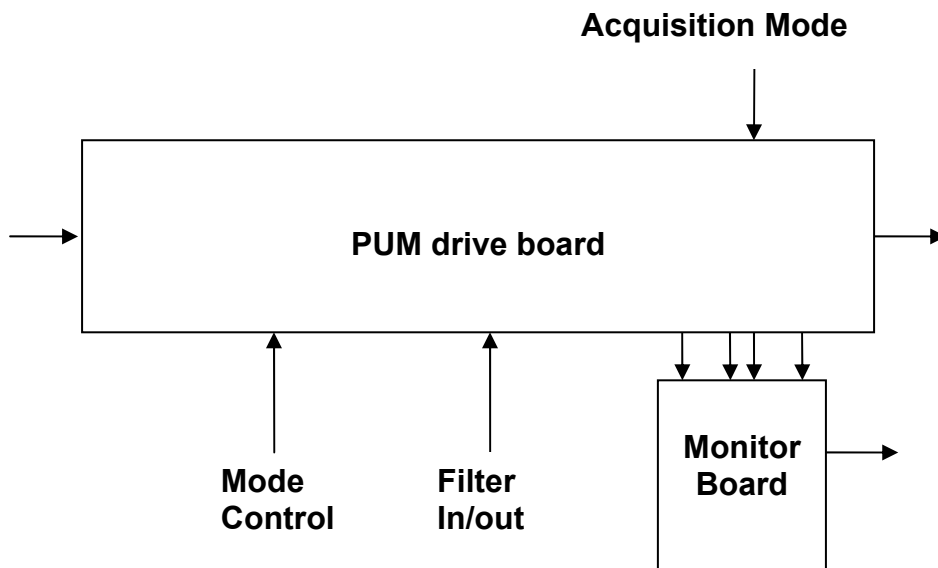 Acquisition Mode
PUM drive board
Mode
Control
Filter
In/out
Monitor
Board